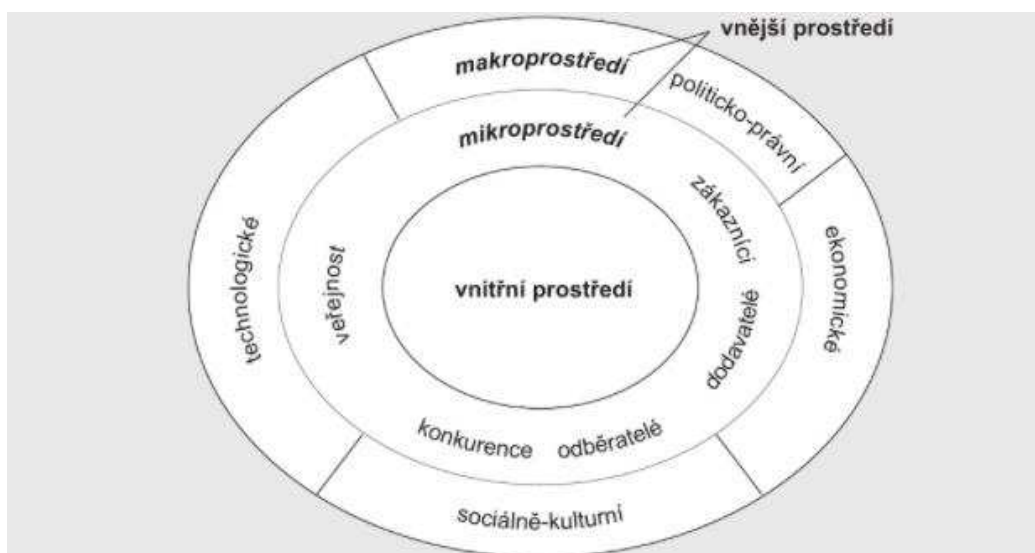 vnější prostředí
makroprostředí
politicko-právní
mikroprostředí
zákazníci
ekonomické
technologické
veřejnost
vnitřní prostředí
dodavatelé
konkurence
odběratelé
sociálně-kulturní